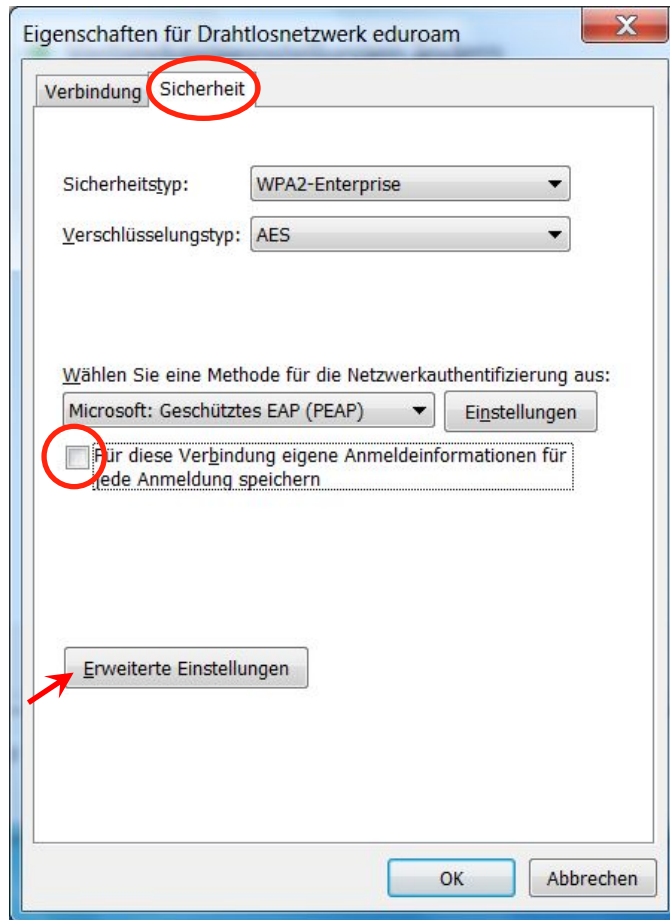 Eigenschaften für Drahtlosnetzwerk eduroam
X
Verbindung Sicherheit
Sicherheitstyp: WPA2-Enterprise
Verschlüsselungstyp: AES
Wählen Sie eine Methode für die Netzwerkauthentifizierung aus:
Microsoft: Geschütztes EAP (PEAP) Einstellungen
Für diese Verbindung eigene Anmeldeinformationen für
jede Anmeldung speichern
Erweiterte Einstellungen
OK Abbrechen